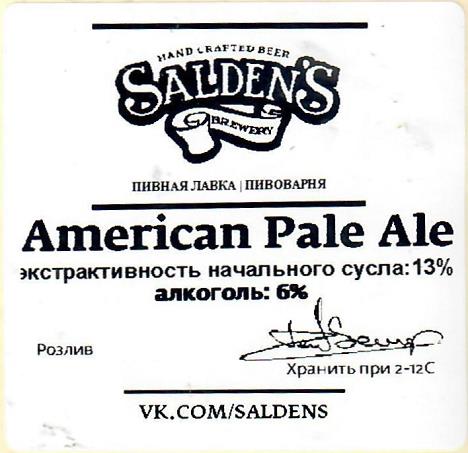 HAND CRAFTED BEER
SALDEN'S
BREWERY
ПИВНАЯ ЛАВКА | ПИВОВАРНЯ
American Pale Ale
экстрактивность начального сусла: 13%
алкоголь: 6%
Розлив
Хранить при 2-12С
VK.COM/SALDENS